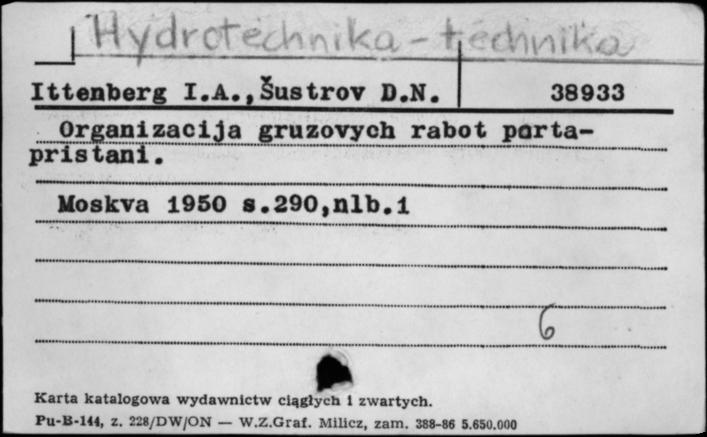 Hydrotechnika - technika
Ittenberg I.A.,Šustrov D.N. 38933
Organizacija gruzovych rabot porta-
pristani.
Moskva 1950 s.290,nlb.1
6
Karta katalogowa wydawnictw ciągłych i zwartych.
Pu-B-144, z. 228/DW/ON — W.Z.Graf. Milicz, zam. 388-86 5.650.000